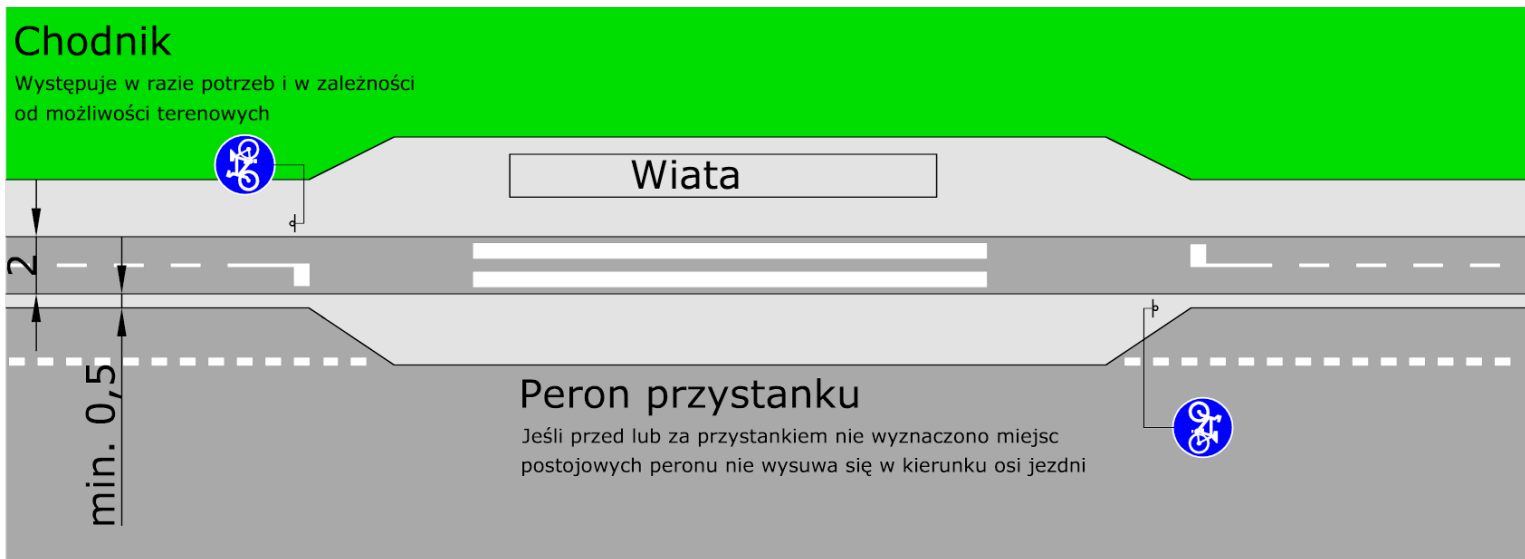 Chodnik
Występuje w razie potrzeb i w zależności
od możliwości terenowych
Wiata
2
min. 0,5
Peron przystanku
Jeśli przed lub za przystankiem nie wyznaczono miejsc
postojowych peronu nie wysuwa się w kierunku osi jezdni